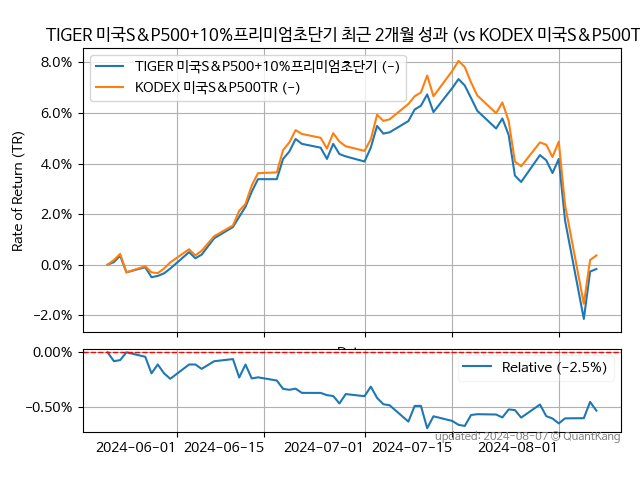 TIGER 미국S&P500+10%프리미엄초단기 최근 2개월 성과 (vs KODEX 미국S&P500T
8.0%
6.0%
4.0%
2.0%
0.0%
−2.0%
Rate of Return (TR)
TIGER 미국S&P500+10%프리미엄초단기 (−)
KODEX 미국S&P500TR (−)
0.00%
−0.50%
Relative (−2.5%)
updated: 2024-08-07 © QuantKang
2024-06-01
2024-06-15
2024-07-01
2024-07-15
2024-08-01